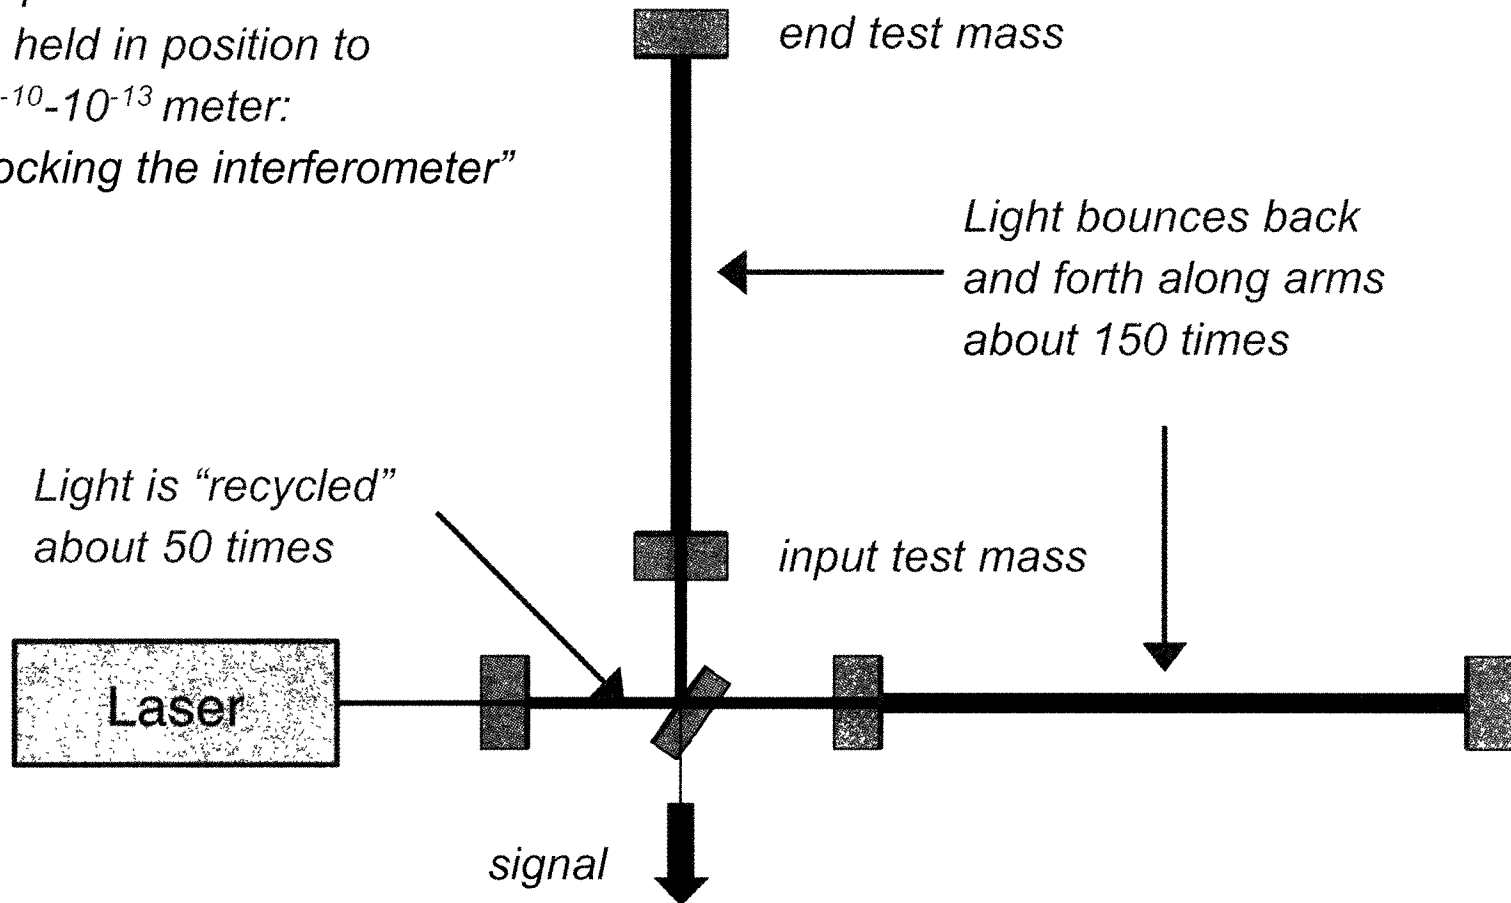 held in position to
-10-10-13 meter:
ocking the interferometer”
end test mass
Light bounces back
and forth along arms
about 150 times
Light is “recycled”
about 50 times
input test mass
Laser
signal